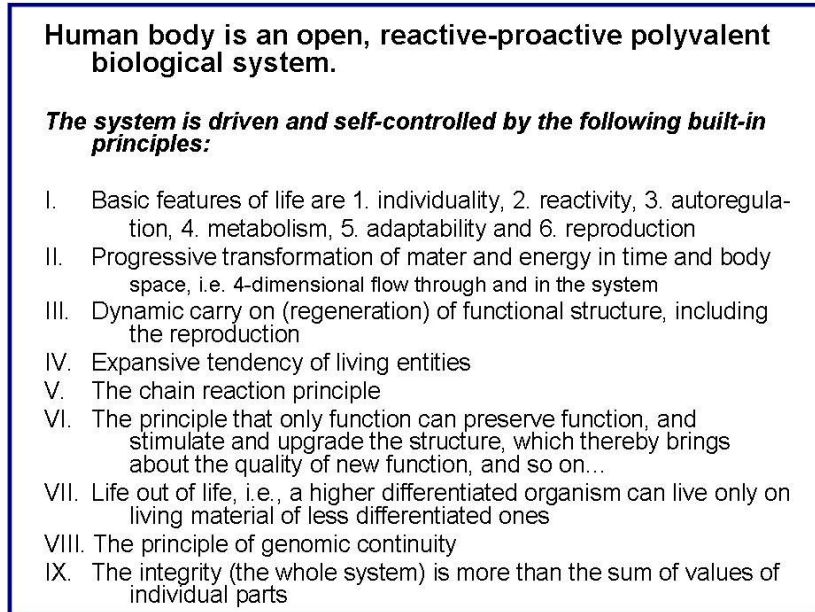 Human body is an open, reactive-proactive polyvalent
biological system.
The system is driven and self-controlled by the following built-in
principles:
I. Basic features of life are 1. individuality, 2. reactivity, 3. autoregula-
tion, 4. metabolism, 5. adaptability and 6. reproduction
II. Progressive transformation of mater and energy in time and body
space, i.e. 4-dimensional flow through and in the system
III. Dynamic carry on (regeneration) of functional structure, including
the reproduction
IV. Expansive tendency of living entities
V. The chain reaction principle
VI. The principle that only function can preserve function, and
stimulate and upgrade the structure, which thereby brings
about the quality of new function, and so on...
VII. Life out of life, i.e., a higher differentiated organism can live only on
living material of less differentiated ones
VIII. The principle of genomic continuity
IX. The integrity (the whole system) is more than the sum of values of
individual parts